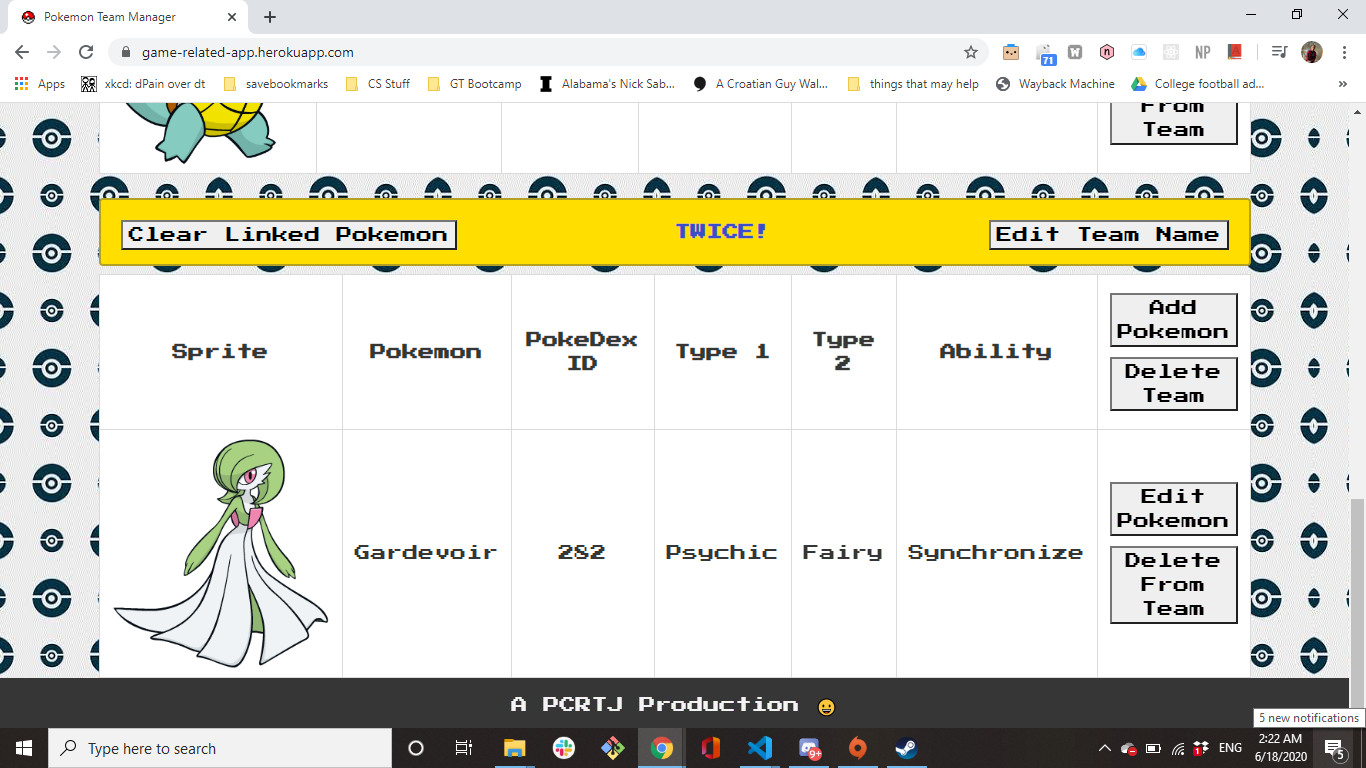 Pokemon Team Manager
game-related-app.herokuapp.com
71
W
n
NP
Apps
xkcd: dPain over dt
savebookmarks
CS Stuff
GT Bootcamp
Alabama's Nick Sab...
A Croatian Guy Wal...
things that may help
Wayback Machine
College football ad...
»
From
Team
Clear Linked Pokemon
TWICE!
Edit Team Name
Sprite
Pokemon
PokeDex
ID
Type 1
Type
2
Ability
Add
Pokemon
Delete
Team
Gardevoir
282
Psychic
Fairy
Synchronize
Edit
Pokemon
Delete
From
Team
A PCRTJ Production 😀
5 new notifications
Type here to search
9+
1
ENG
2:22 AM
6/18/2020
5